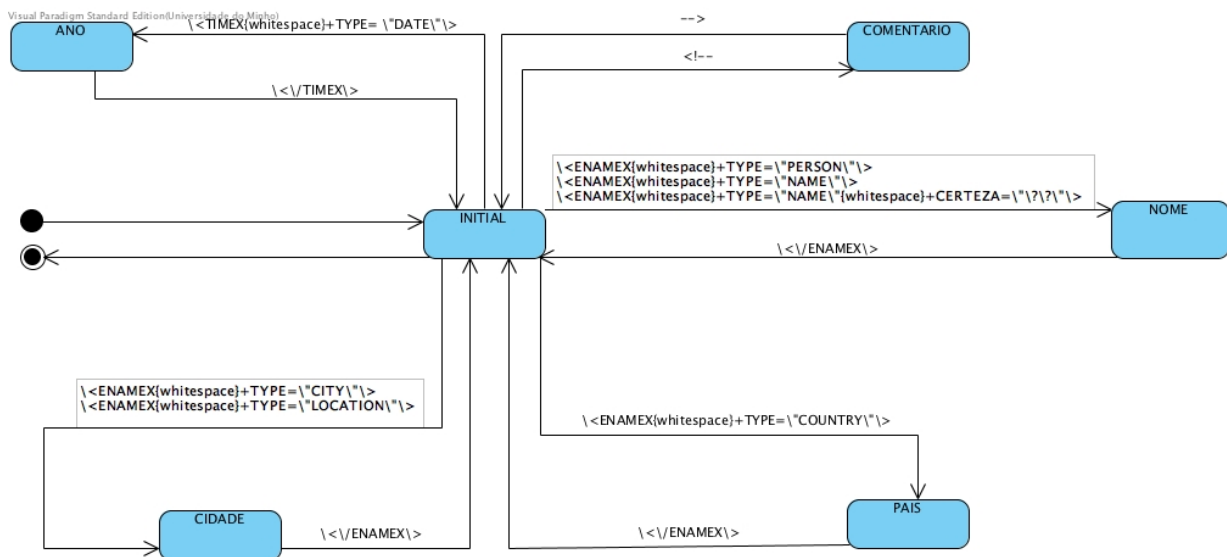 Visual Paradigm Standard Edition(Universidade do Minho)
ANO
\<TIMEX{whitespace}+TYPE= \"DATE\"\>
-->
COMENTARIO
<!--
\<\/TIMEX\>
\<ENAMEX{whitespace}+TYPE=\"PERSON\"\>
\<ENAMEX{whitespace}+TYPE=\"NAME\"\>
\<ENAMEX{whitespace}+TYPE=\"NAME\"{whitespace}+CERTEZA=\"\?\?\"\>
INITIAL
NOME
\<\/ENAMEX\>
\<ENAMEX{whitespace}+TYPE=\"CITY\"\>
\<ENAMEX{whitespace}+TYPE=\"LOCATION\"\>
\<ENAMEX{whitespace}+TYPE=\"COUNTRY\"\>
CIDADE
\<\/ENAMEX\>
\<\/ENAMEX\>
PAIS